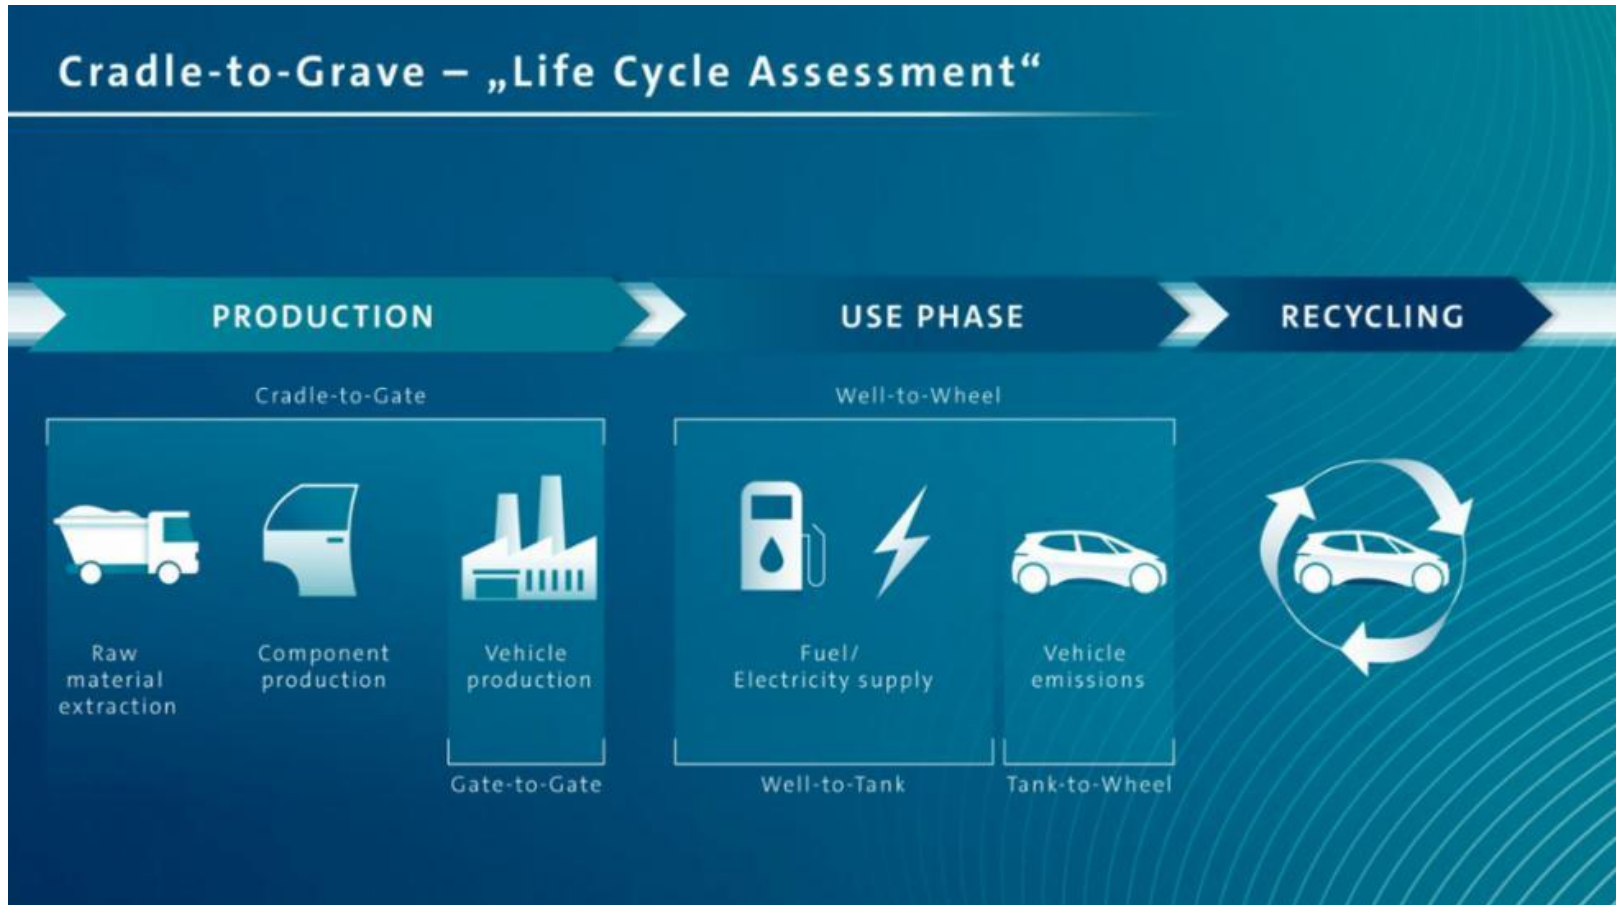 Cradle-to-Grave – „Life Cycle Assessment“
PRODUCTION
USE PHASE
RECYCLING
Cradle-to-Gate
Well-to-Wheel
Raw
material
extraction
Component
production
Vehicle
production
Fuel/
Electricity supply
Vehicle
emissions
Gate-to-Gate
Well-to-Tank
Tank-to-Wheel